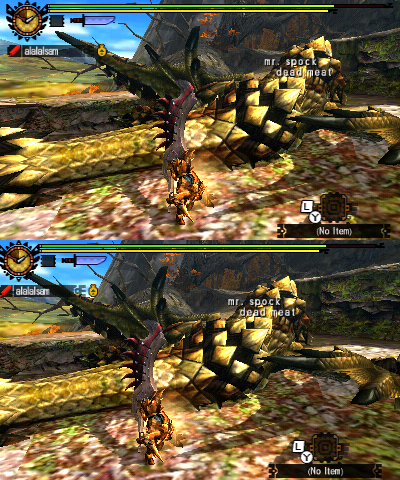 alalalsam
mr. spock
dead meat
L
Y
(No Item)
alalalsam
mr. spock
dead meat
L
Y
(No Item)